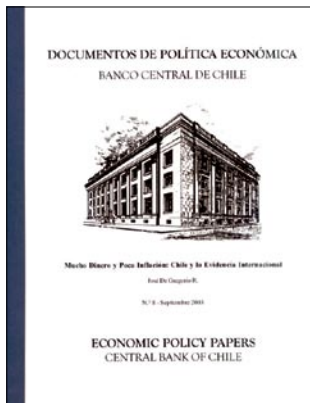 DOCUMENTOS DE POLÍTICA ECONÓMICA
BANCO CENTRAL DE CHILE
Mucho Dinero y Poca Inflación: Chile y la Evidencia Internacional
José De Gregorio R.
N.º 8 - Septiembre 2003
ECONOMIC POLICY PAPERS
CENTRAL BANK OF CHILE